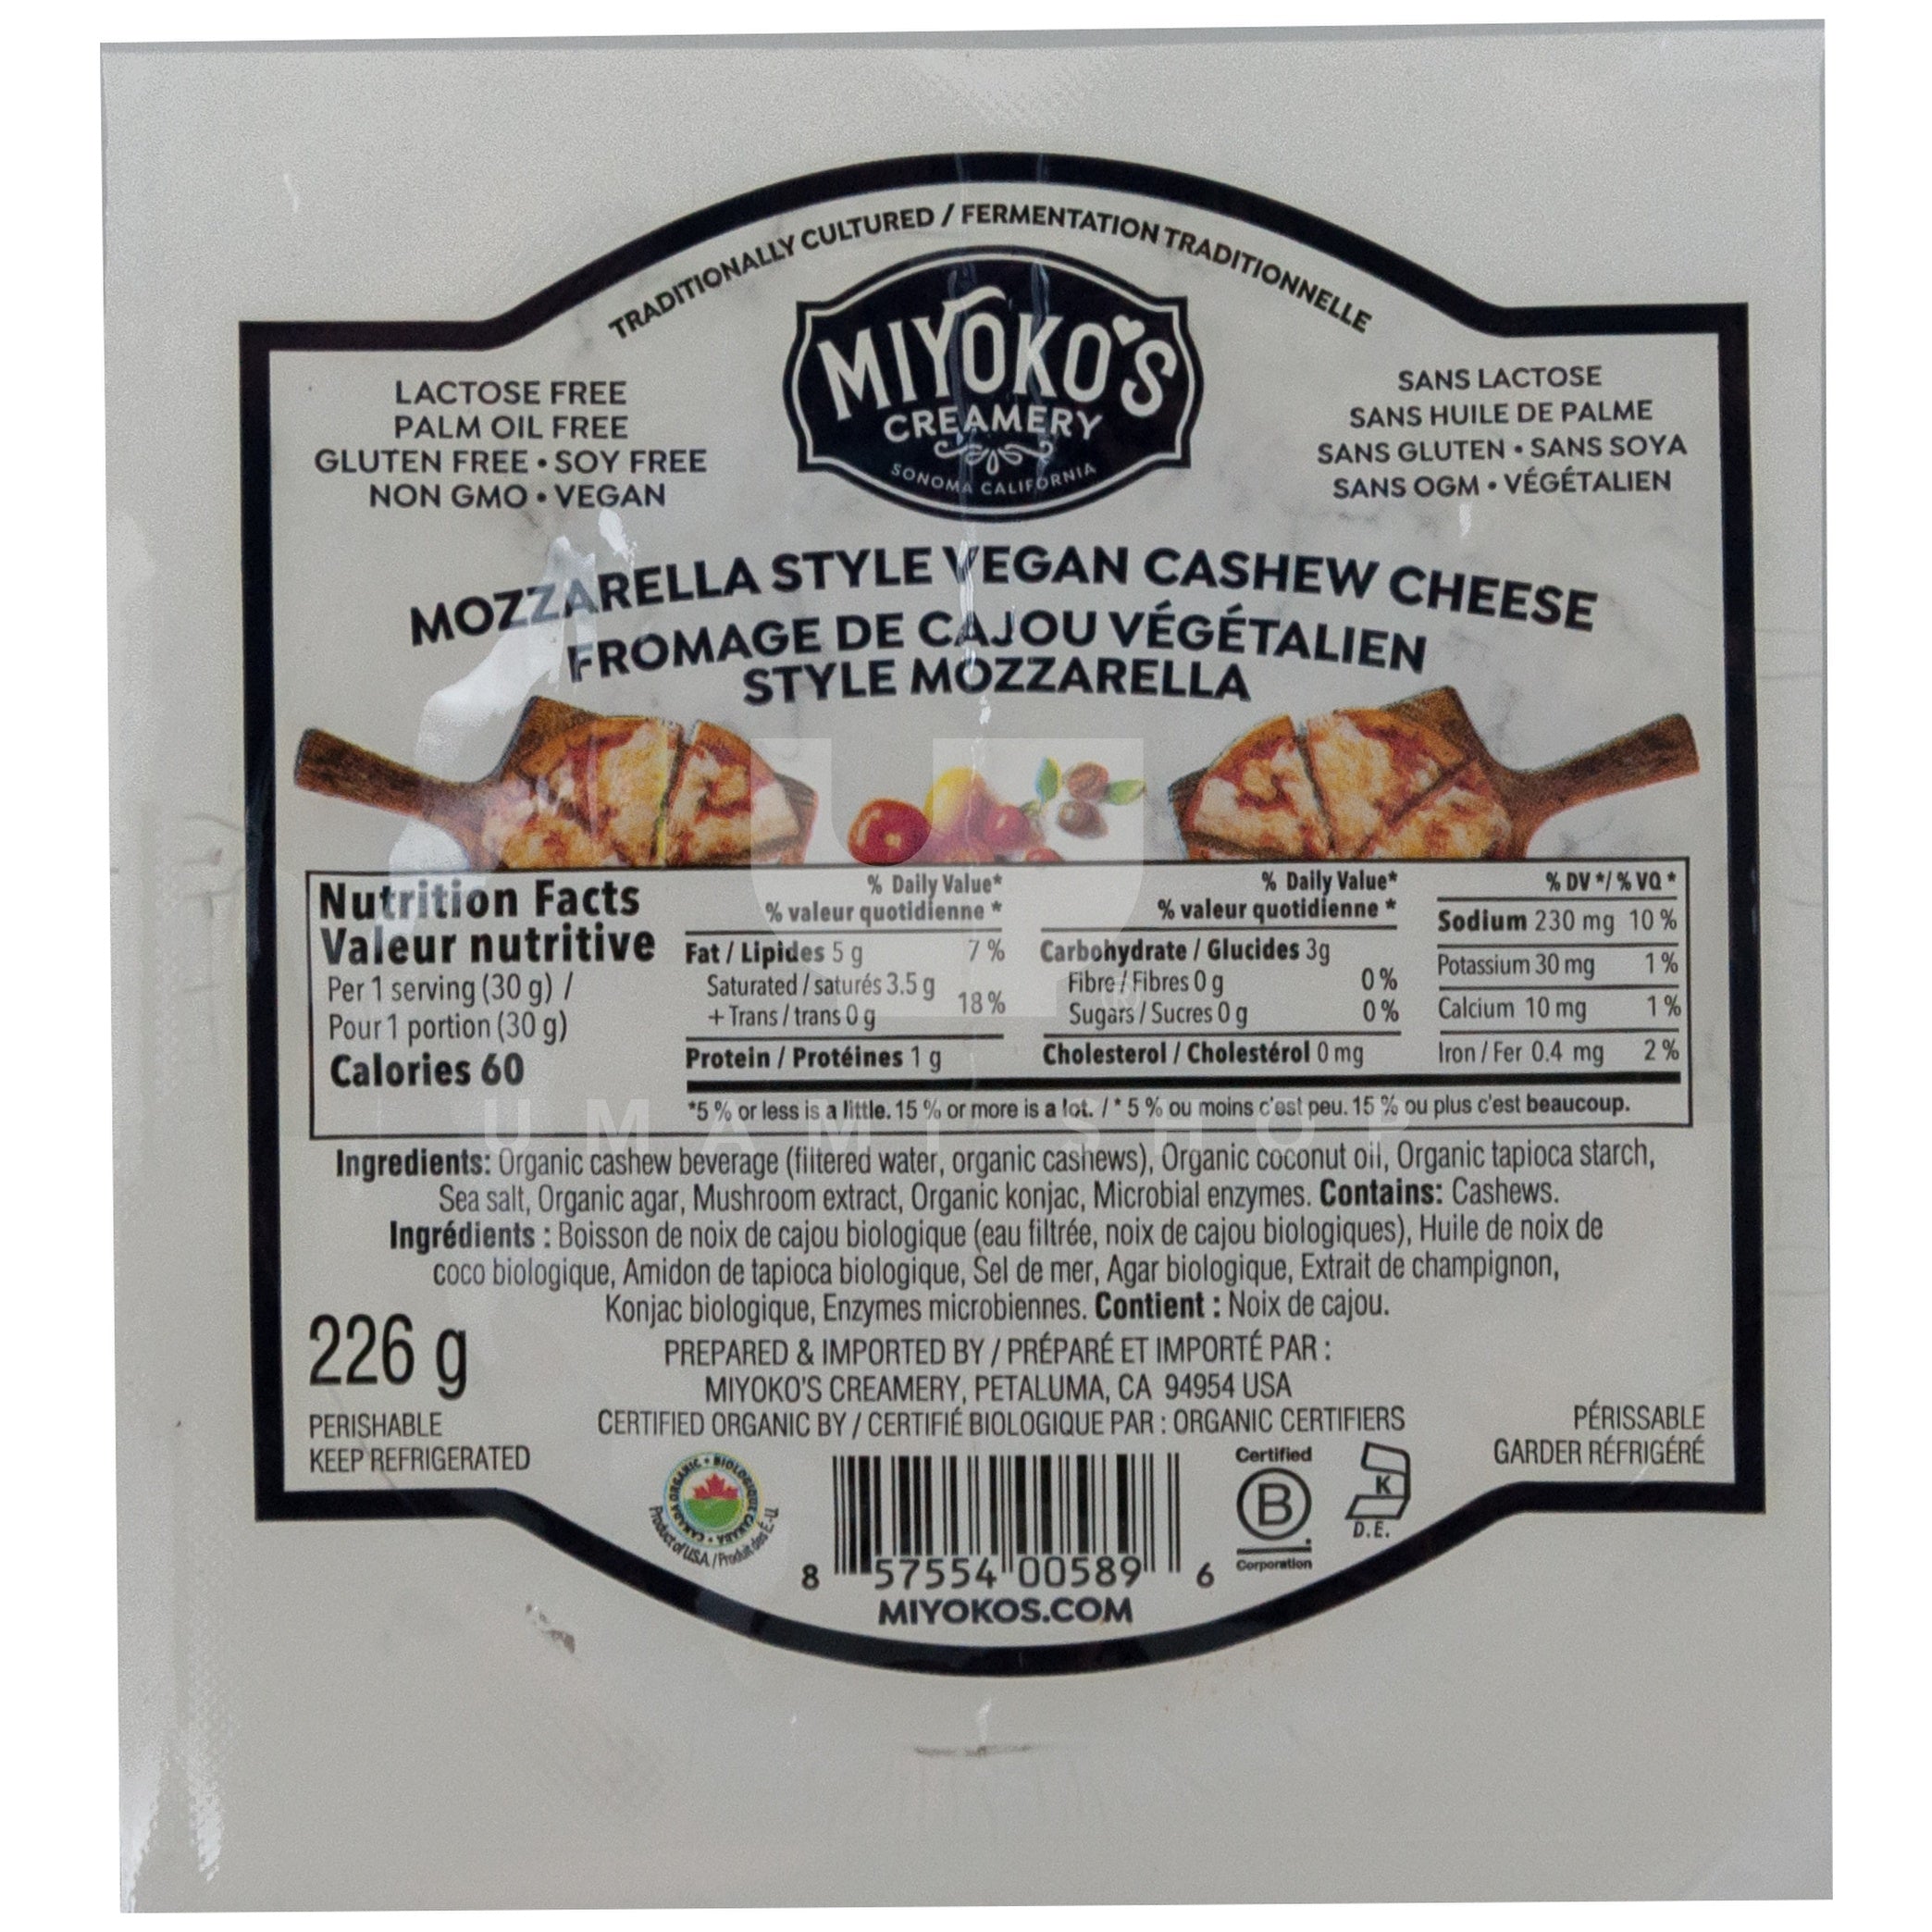 TRADITIONALLY CULTURED / FERMENTATION TRADITIONNELLE
MIYOKO'S
CREAMERY
SONOMA CALIFORNIA
LACTOSE FREE
PALM OIL FREE
GLUTEN FREE • SOY FREE
NON GMO • VEGAN
SANS LACTOSE
SANS HUILE DE PALME
SANS GLUTEN • SANS SOYA
SANS OGM • VÉGÉTALIEN
MOZZARELLA STYLE VEGAN CASHEW CHEESE
FROMAGE DE CAJOU VÉGÉTALIEN
STYLE MOZZARELLA
Nutrition Facts
Valeur nutritive
Per 1 serving (30 g) /
Pour 1 portion (30 g)
Calories 60
% Daily Value*
% valeur quotidienne *
Fat / Lipides 5 g 7 %
Saturated / saturés 3.5 g
+ Trans / trans 0 g 18 %
Protein / Protéines 1 g
% Daily Value*
% valeur quotidienne *
Carbohydrate / Glucides 3g
Fibre / Fibres 0 g 0 %
Sugars / Sucres 0 g 0 %
Cholesterol / Cholestérol 0 mg
% DV */ % VQ *
Sodium 230 mg 10 %
Potassium 30 mg 1 %
Calcium 10 mg 1 %
Iron / Fer 0.4 mg 2 %
*5 % or less is a little. 15 % or more is a lot. / * 5 % ou moins c'est peu. 15 % ou plus c'est beaucoup.
UMAMI SHOP
Ingredients: Organic cashew beverage (filtered water, organic cashews), Organic coconut oil, Organic tapioca starch,
Sea salt, Organic agar, Mushroom extract, Organic konjac, Microbial enzymes. Contains: Cashews.
Ingrédients : Boisson de noix de cajou biologique (eau filtrée, noix de cajou biologiques), Huile de noix de
coco biologique, Amidon de tapioca biologique, Sel de mer, Agar biologique, Extrait de champignon,
Konjac biologique, Enzymes microbiennes. Contient : Noix de cajou.
226 g
PERISHABLE
KEEP REFRIGERATED
PREPARED & IMPORTED BY / PRÉPARÉ ET IMPORTÉ PAR :
MIYOKO'S CREAMERY, PETALUMA, CA 94954 USA
CERTIFIED ORGANIC BY / CERTIFIÉ BIOLOGIQUE PAR : ORGANIC CERTIFIERS
PÉRISSABLE
GARDER RÉFRIGÉRÉ
CANADA ORGANIC • BIOLOGIQUE CANADA •
Product of USA / Produit des É-U
8 57554 00589 6
Certified
B
Corporation
K
D.E.
MIYOKOS.COM